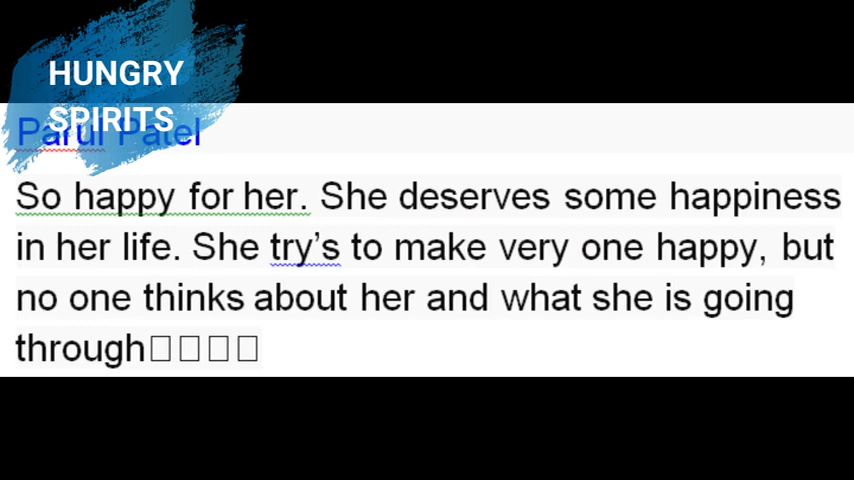 HUNGRY
SPIRITS
Parul Patel
So happy for her. She deserves some happiness
in her life. She try's to make very one happy, but
no one thinks about her and what she is going
through□□□□